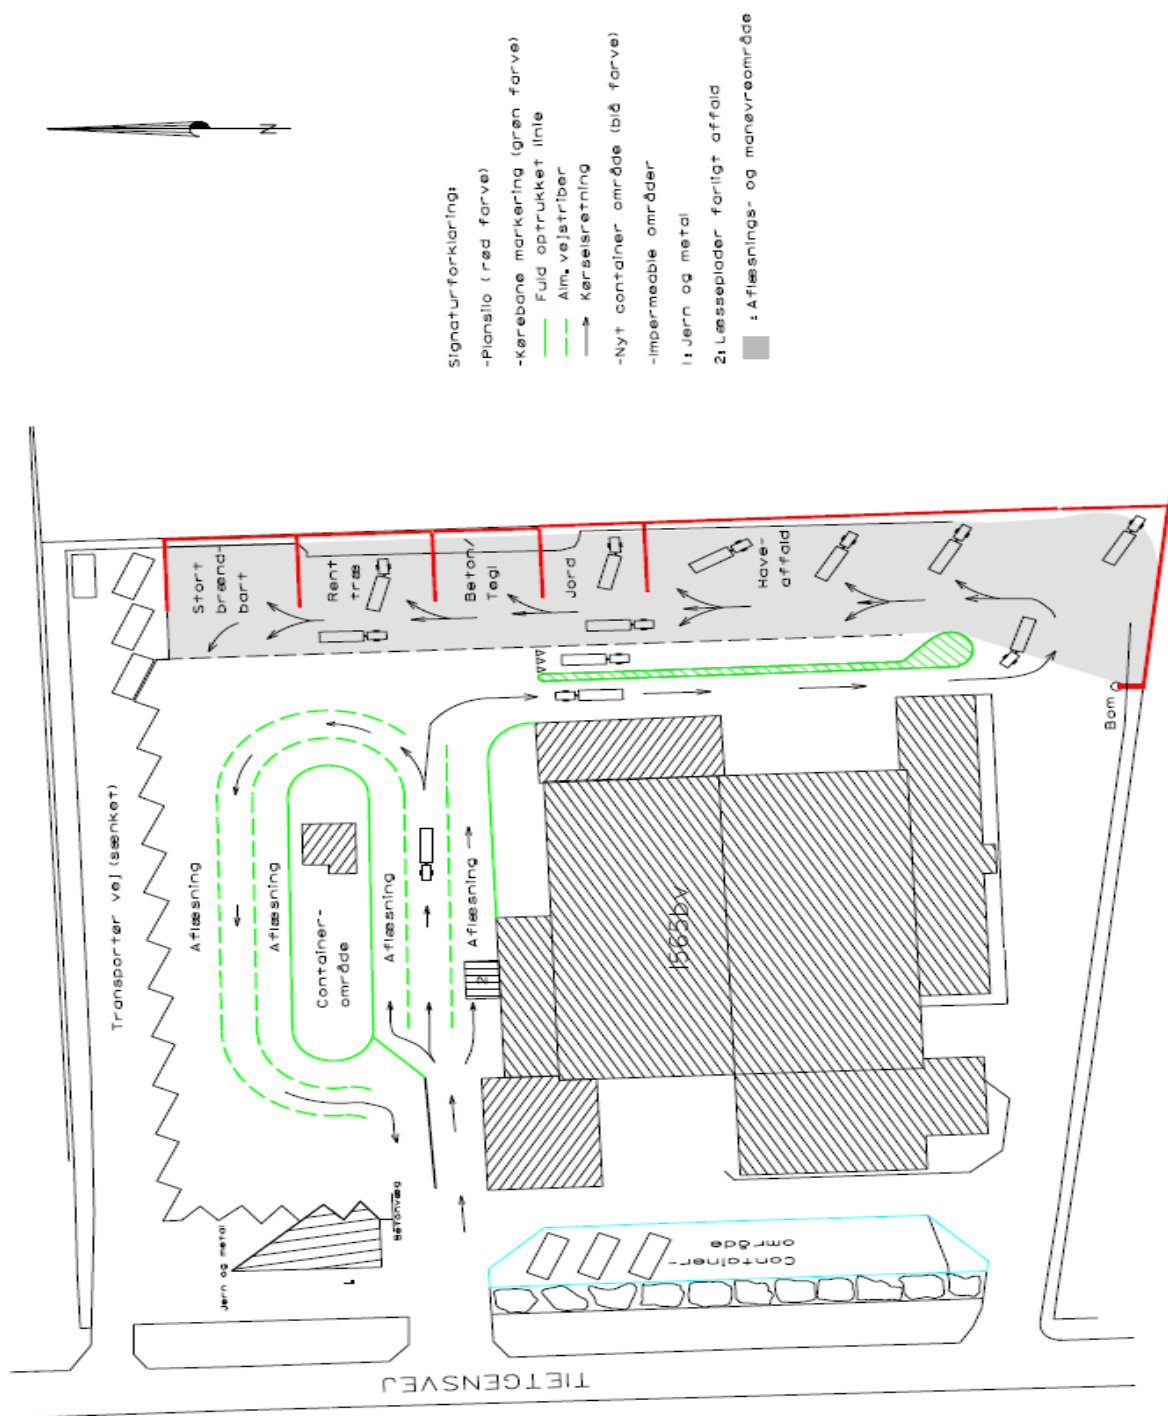 N
Signaturforklaring:
-Plansilo ( rød farve)
-Kørebane markering (grøn farve)
Fuld optrukket linie
Alm. vejstriber
Kørselsretning
-Nyt container område (blå farve)
-Impermeable områder
1: Jern og metal
2: Læsseplader farligt affald
: Aflæsnings- og manøvreområde
Transportør vej (sænket)
Stort
brænd-
bart
Rent
træ
Beton/
Tegl
Jord
Have-
affald
Aflæsning
Aflæsning
Container-
område
Aflæsning
Aflæsning
2
1565bv
Bom
Jern og metal
1
Betonvæg
Container-
område
TIETGENSVEJ